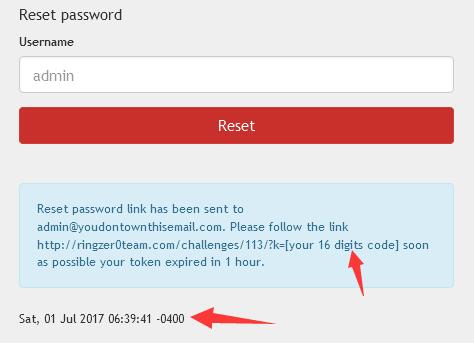 Reset password
Username
admin
Reset
Reset password link has been sent to
admin@youdontownthisemail.com. Please follow the link
http://ringzer0team.com/challenges/113/?k=[your 16 digits code] soon
as possible your token expired in 1 hour.
Sat, 01 Jul 2017 06:39:41 -0400